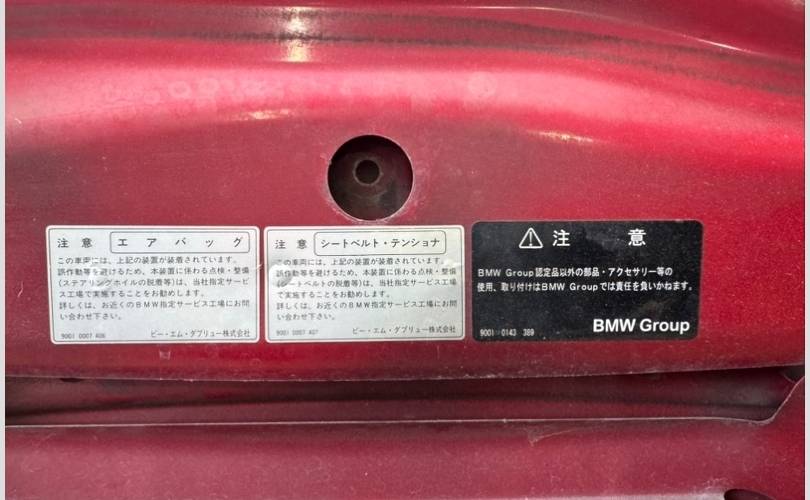 注意 エアバッグ
この車両には、上記の装置が装着されています。
誤作動等を避けるため、本装置に係わる点検・整備
(ステアリングホイルの脱着等)は、当社指定サービ
ス工場で実施することをお勧めします。
詳しくは、お近くのBMW指定サービス工場にお問
い合わせ下さい。
9001 0007 A06 ビー・エム・ダブリュー株式会社
注意 シートベルト・テンショナ
この車両には、上記の装置が装着されています。
誤作動等を避けるため、本装置に係わる点検・整備
(シートベルトの脱着等)は、当社指定サービス工場
で実施することをお勧めします。
詳しくは、お近くのBMW指定サービス工場にお問
い合わせ下さい。
9001 0007 A07 ビー・エム・ダブリュー株式会社
注意
BMW Group認定品以外の部品・アクセサリー等の
使用、取り付けはBMW Groupでは責任を負いかねます。
BMW Group
9001 0143 389